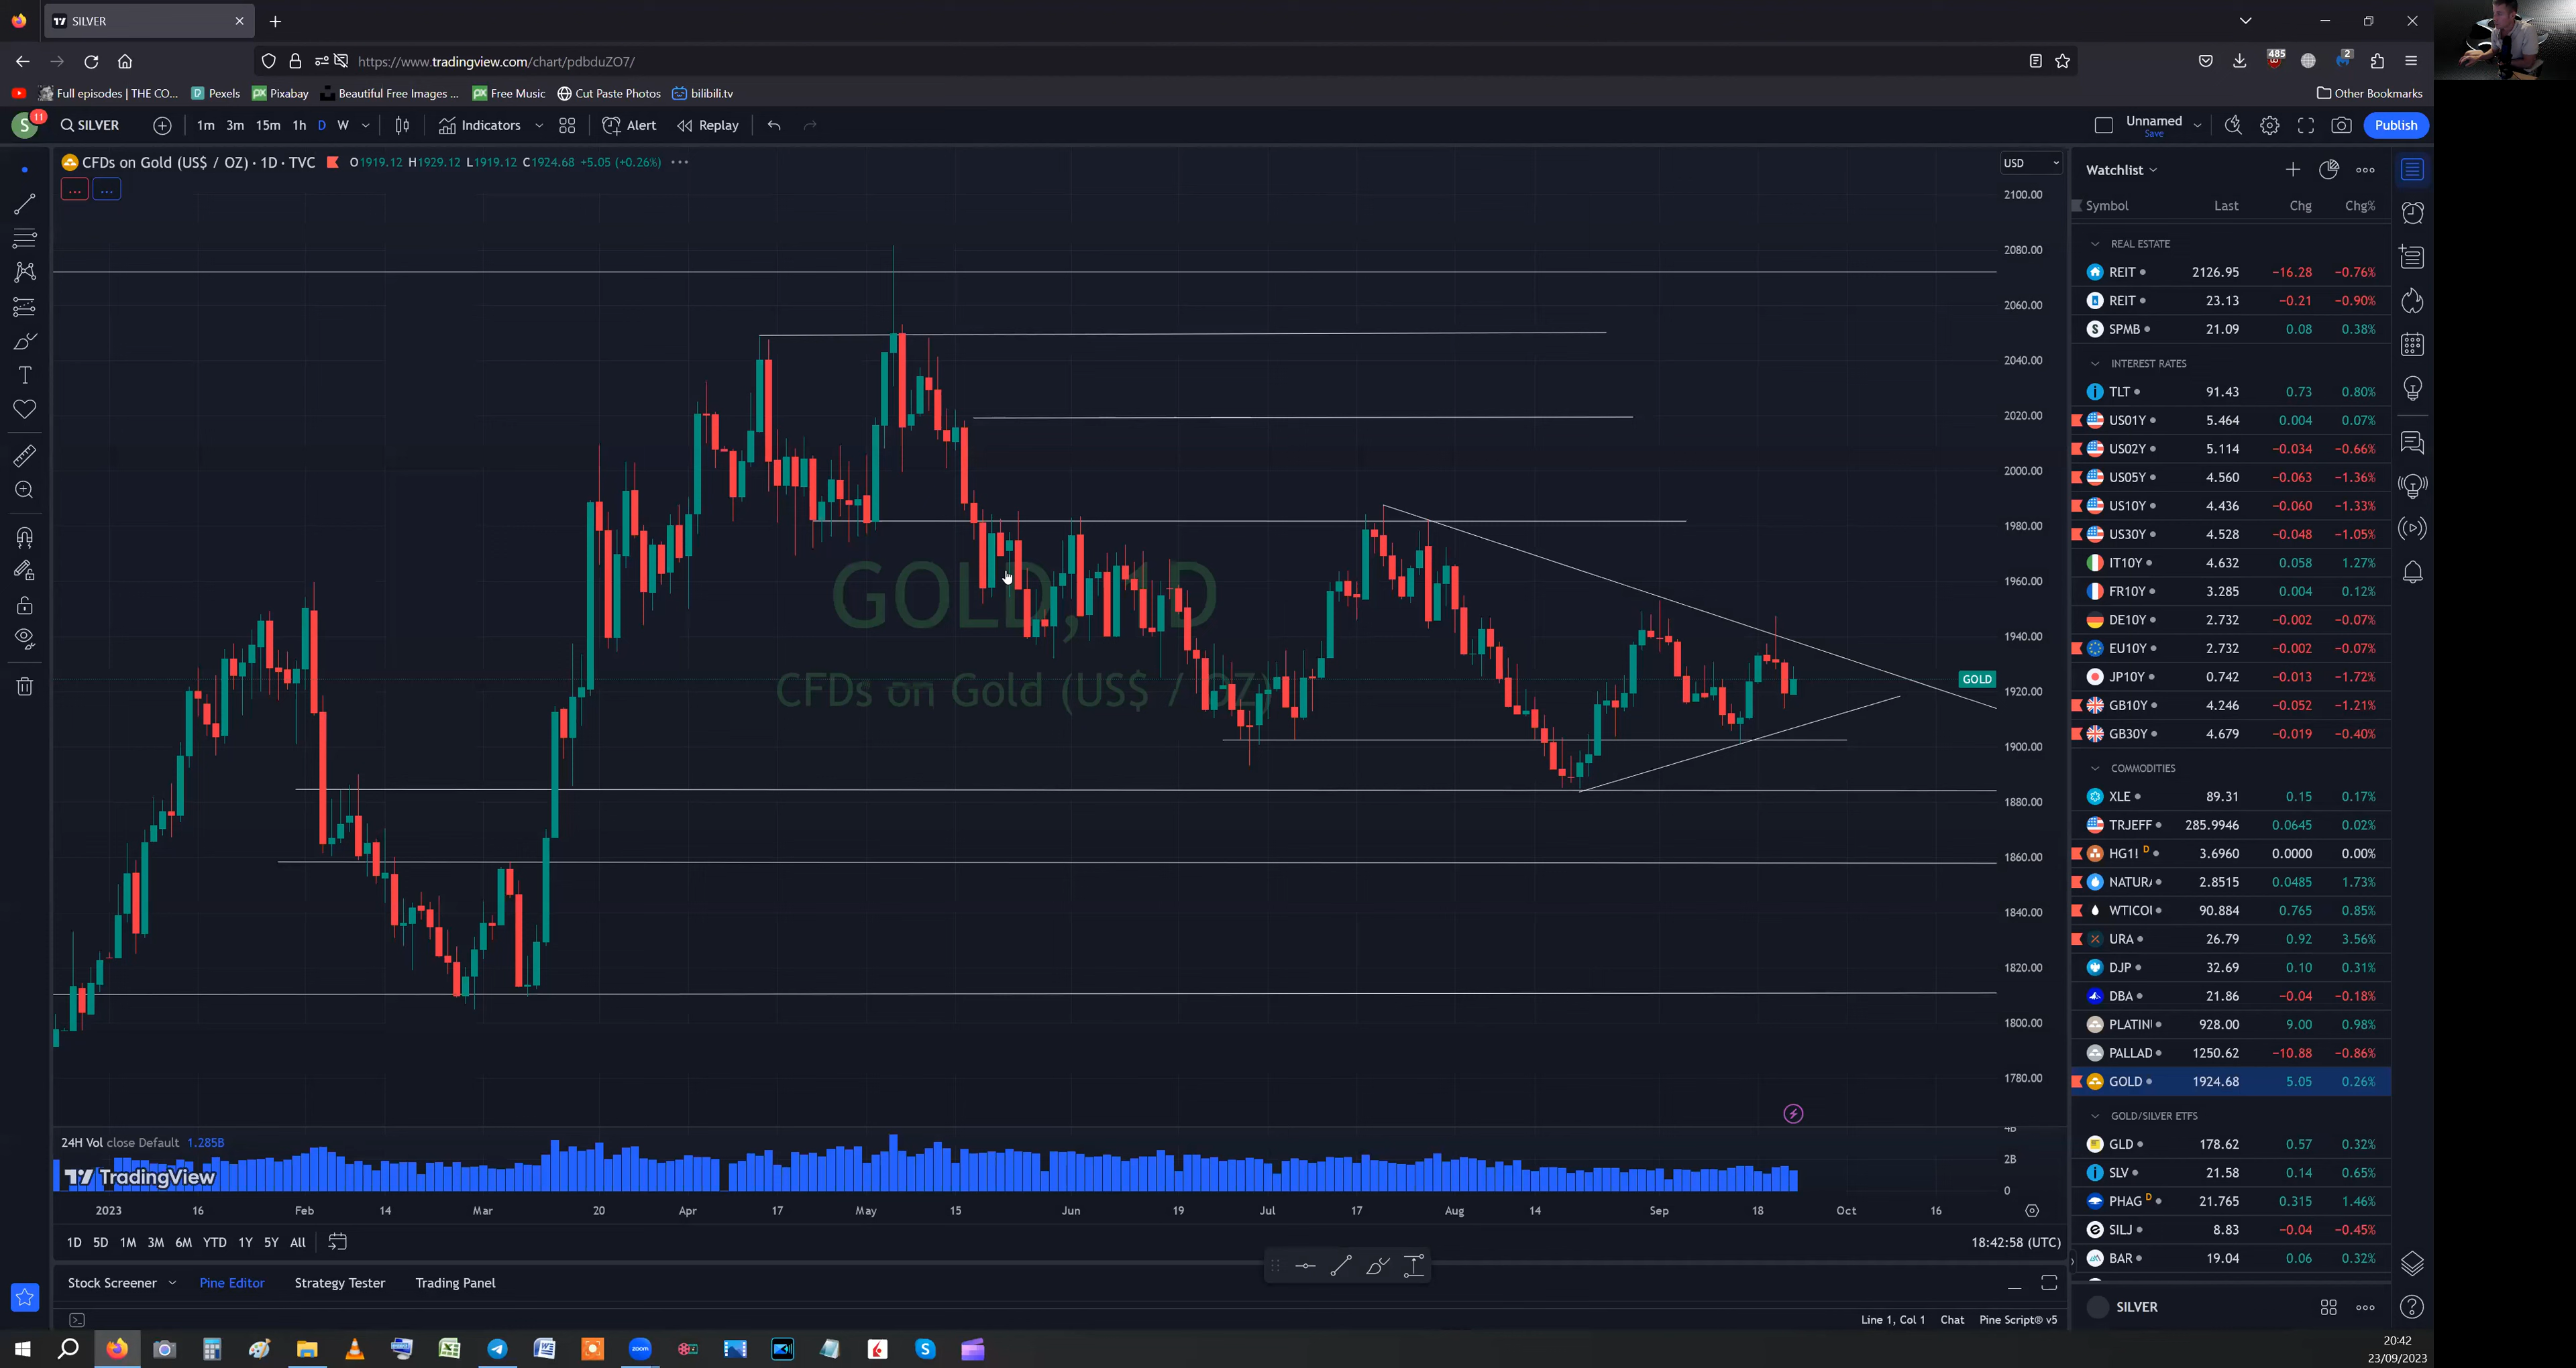 SILVER
https://www.tradingview.com/chart/pdbduZO7/
485
2
Full episodes | THE CO...
Pexels
Pixabay
Beautiful Free Images ...
Free Music
Cut Paste Photos
bilibili.tv
Other Bookmarks
S 11 SILVER 1m 3m 15m 1h D W Indicators Alert Replay Unnamed Save Publish
CFDs on Gold (US$ / OZ) · 1D · TVC O1919.12 H1929.12 L1919.12 C1924.68 +5.05 (+0.26%)
USD
2100.00
2080.00
2060.00
2040.00
2020.00
2000.00
1980.00
1960.00
1940.00
GOLD
1920.00
1900.00
1880.00
1860.00
1840.00
1820.00
1800.00
1780.00
GOLD, 1D
CFDs on Gold (US$ / OZ)
24H Vol close Default 1.285B
4B
2B
0
TradingView
2023 16 Feb 14 Mar 20 Apr 17 May 15 Jun 19 Jul 17 Aug 14 Sep 18 Oct 16
1D 5D 1M 3M 6M YTD 1Y 5Y All
18:42:58 (UTC)
Stock Screener Pine Editor Strategy Tester Trading Panel
Line 1, Col 1 Chat Pine Script® v5
Watchlist
Symbol Last Chg Chg%
REAL ESTATE
REIT 2126.95 −16.28 −0.76%
REIT 23.13 −0.21 −0.90%
SPMB 21.09 0.08 0.38%
INTEREST RATES
TLT 91.43 0.73 0.80%
US01Y 5.464 0.004 0.07%
US02Y 5.114 −0.034 −0.66%
US05Y 4.560 −0.063 −1.36%
US10Y 4.436 −0.060 −1.33%
US30Y 4.528 −0.048 −1.05%
IT10Y 4.632 0.058 1.27%
FR10Y 3.285 0.004 0.12%
DE10Y 2.732 −0.002 −0.07%
EU10Y 2.732 −0.002 −0.07%
JP10Y 0.742 −0.013 −1.72%
GB10Y 4.246 −0.052 −1.21%
GB30Y 4.679 −0.019 −0.40%
COMMODITIES
XLE 89.31 0.15 0.17%
TRJEFF 285.9946 0.0645 0.02%
HG1! D 3.6960 0.0000 0.00%
NATUR 2.8515 0.0485 1.73%
WTICO 90.884 0.765 0.85%
URA 26.79 0.92 3.56%
DJP 32.69 0.10 0.31%
DBA 21.86 −0.04 −0.18%
PLATIN 928.00 9.00 0.98%
PALLAD 1250.62 −10.88 −0.86%
GOLD 1924.68 5.05 0.26%
GOLD/SILVER ETFS
GLD 178.62 0.57 0.32%
SLV 21.58 0.14 0.65%
PHAG D 21.765 0.315 1.46%
SILJ 8.83 −0.04 −0.45%
BAR 19.04 0.06 0.32%
SILVER
zoom
20:42
23/09/2023